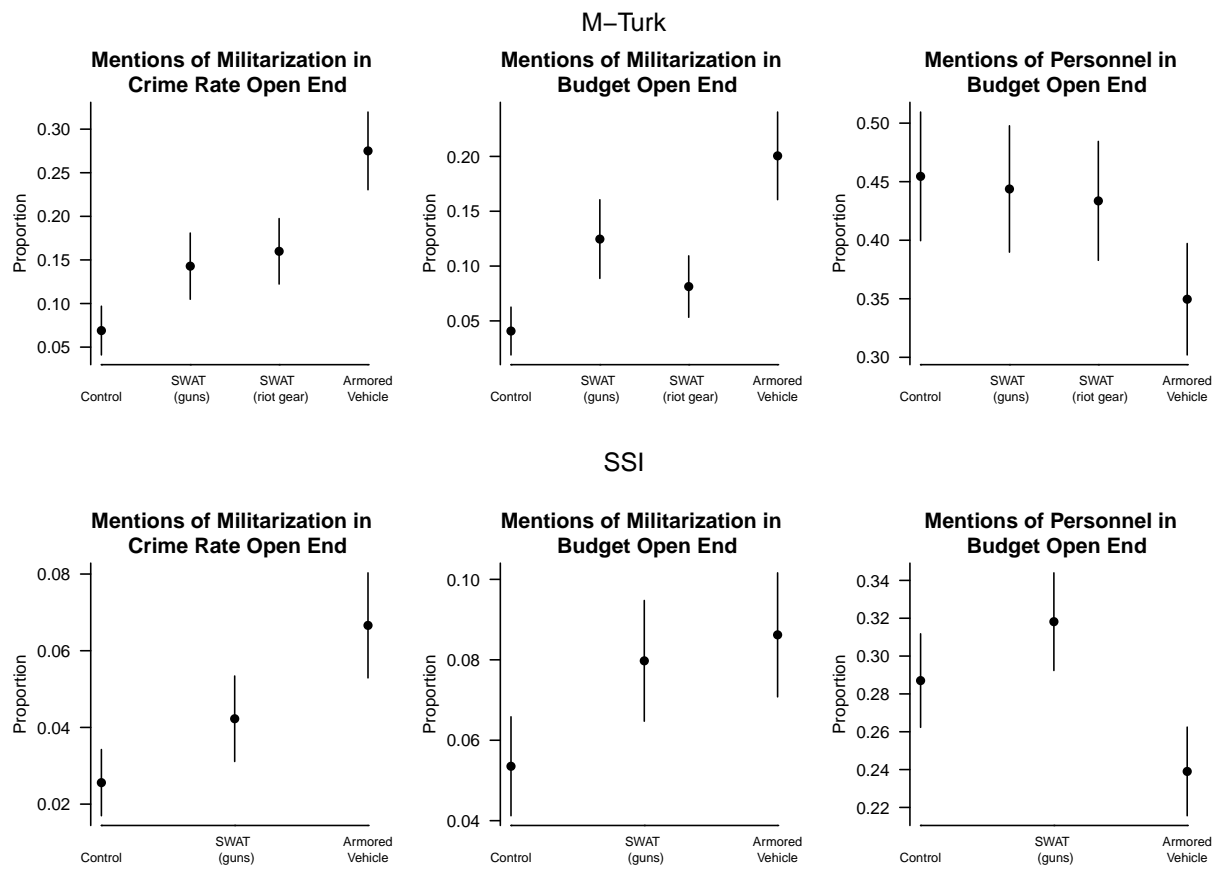 M−Turk
Mentions of Militarization in
Crime Rate Open End
Proportion
0.30
0.25
0.20
0.15
0.10
0.05
Control
SWAT
(guns)
SWAT
(riot gear)
Armored
Vehicle
Mentions of Militarization in
Budget Open End
Proportion
0.20
0.15
0.10
0.05
Control
SWAT
(guns)
SWAT
(riot gear)
Armored
Vehicle
Mentions of Personnel in
Budget Open End
Proportion
0.50
0.45
0.40
0.35
0.30
Control
SWAT
(guns)
SWAT
(riot gear)
Armored
Vehicle
SSI
Mentions of Militarization in
Crime Rate Open End
Proportion
0.08
0.06
0.04
0.02
Control
SWAT
(guns)
Armored
Vehicle
Mentions of Militarization in
Budget Open End
Proportion
0.10
0.08
0.06
0.04
Control
SWAT
(guns)
Armored
Vehicle
Mentions of Personnel in
Budget Open End
Proportion
0.34
0.32
0.30
0.28
0.26
0.24
0.22
Control
SWAT
(guns)
Armored
Vehicle